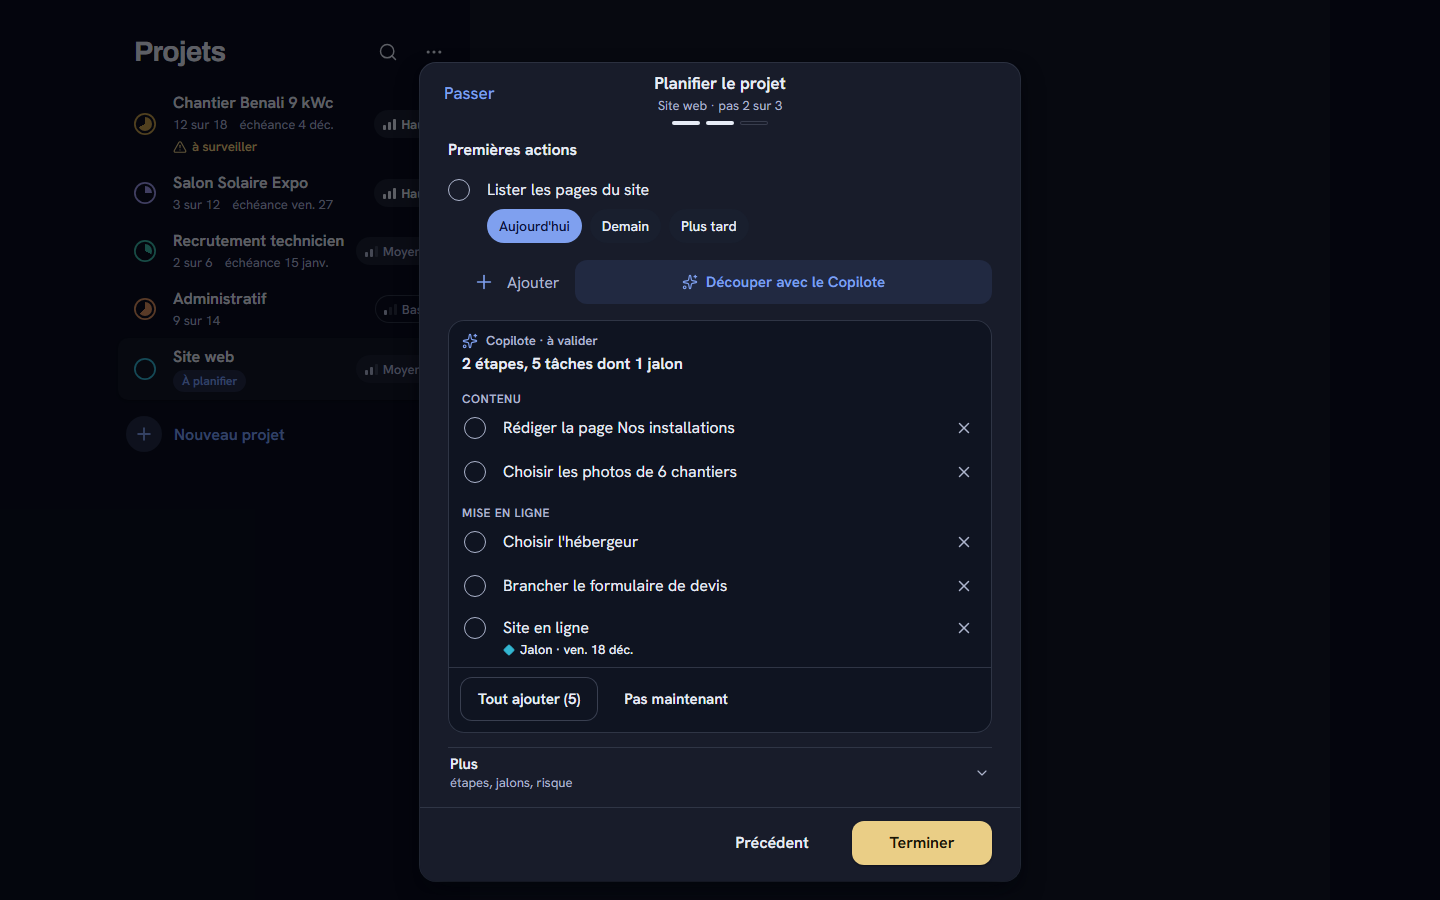 Projets
Chantier Benali 9 kWc
12 sur 18 échéance 4 déc.
à surveiller
Salon Solaire Expo
3 sur 12 échéance ven. 27
Recrutement technicien
2 sur 6 échéance 15 janv.
Moyen
Administratif
9 sur 14
Site web
À planifier
Moyen
Nouveau projet
Passer
Planifier le projet
Site web · pas 2 sur 3
Premières actions
Lister les pages du site
Aujourd'hui
Demain
Plus tard
Ajouter
Découper avec le Copilote
Copilote · à valider
2 étapes, 5 tâches dont 1 jalon
CONTENU
Rédiger la page Nos installations
Choisir les photos de 6 chantiers
MISE EN LIGNE
Choisir l'hébergeur
Brancher le formulaire de devis
Site en ligne
Jalon · ven. 18 déc.
Tout ajouter (5)
Pas maintenant
Plus
étapes, jalons, risque
Précédent
Terminer